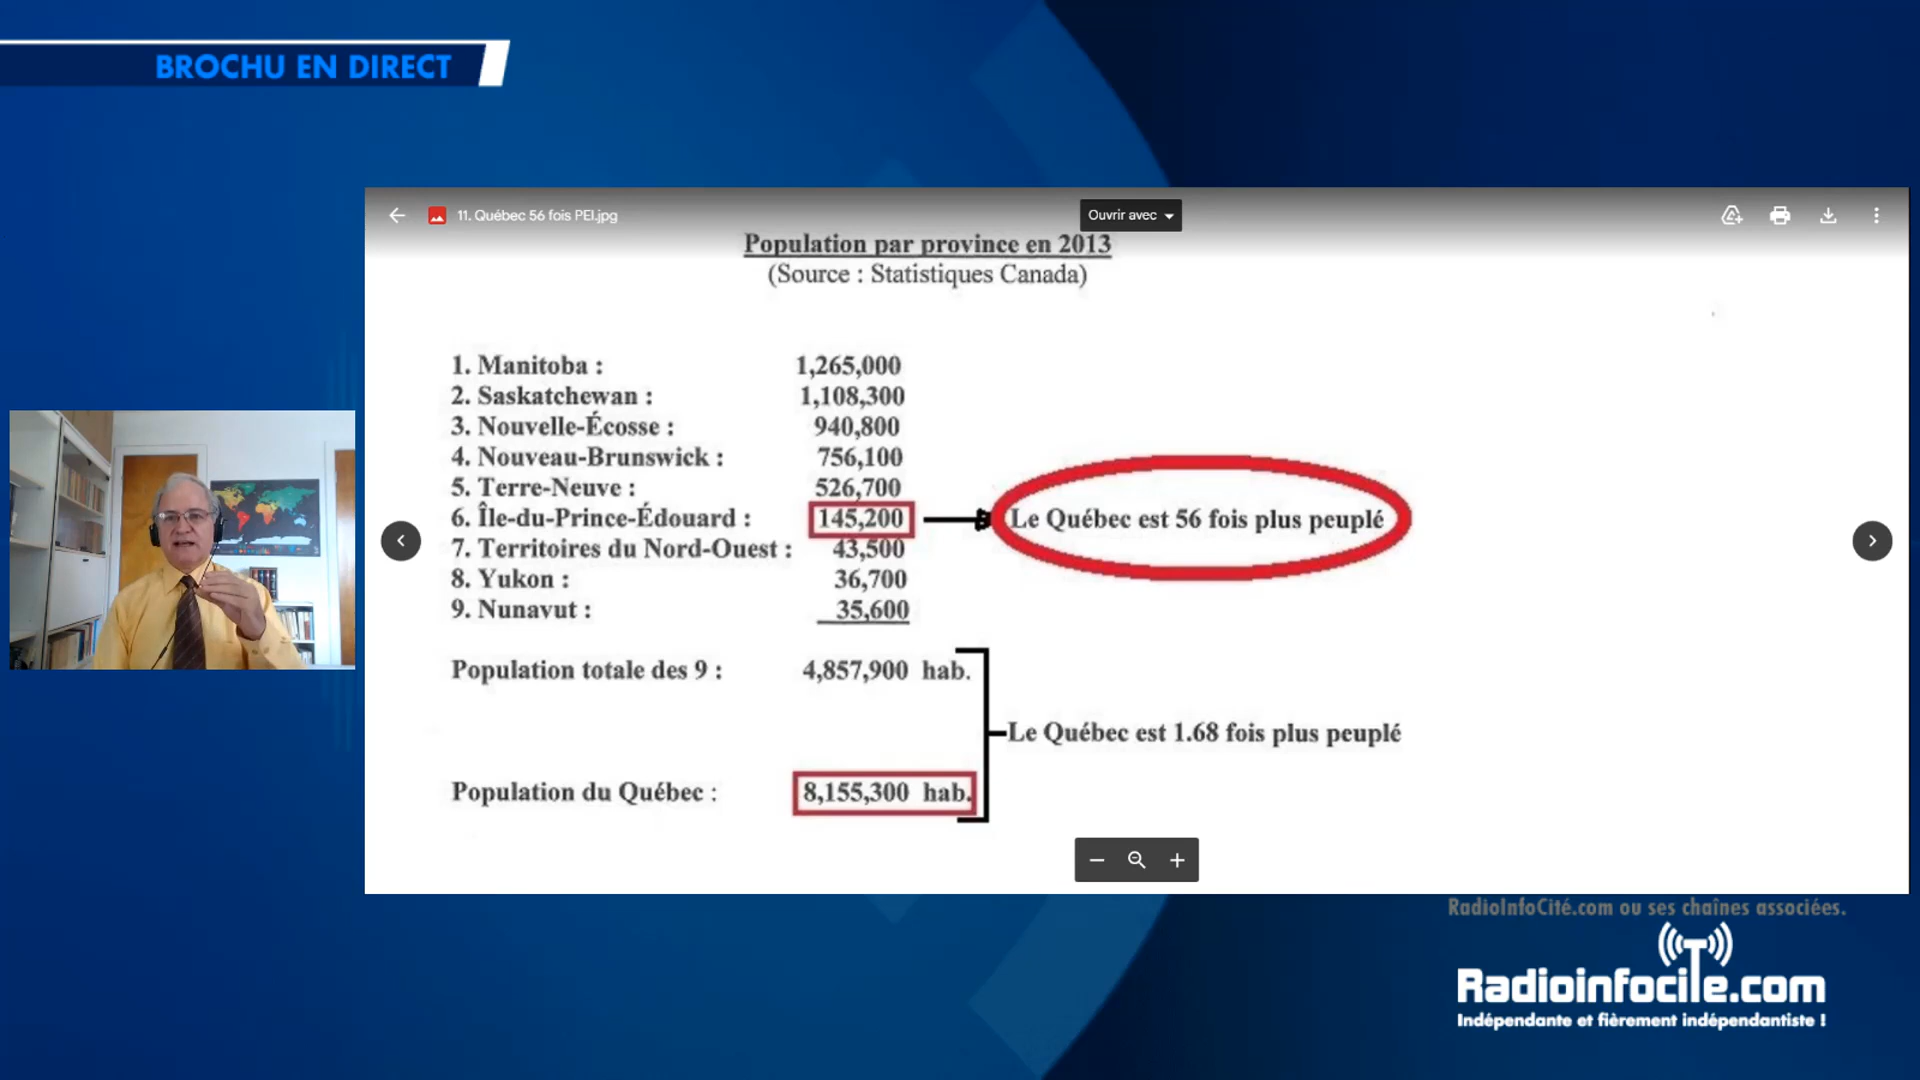 BROCHU EN DIRECT
11. Québec 56 fois PEI.jpg
Ouvrir avec
Population par province en 2013
(Source : Statistiques Canada)
1. Manitoba : 1,265,000
2. Saskatchewan : 1,108,300
3. Nouvelle-Écosse : 940,800
4. Nouveau-Brunswick : 756,100
5. Terre-Neuve : 526,700
6. Île-du-Prince-Édouard : 145,200 Le Québec est 56 fois plus peuplé
7. Territoires du Nord-Ouest : 43,500
8. Yukon : 36,700
9. Nunavut : 35,600
Population totale des 9 : 4,857,900 hab.
Le Québec est 1.68 fois plus peuplé
Population du Québec : 8,155,300 hab.
RadioInfoCité.com ou ses chaînes associées.
Radioinfocite.com
Indépendante et fièrement indépendantiste !